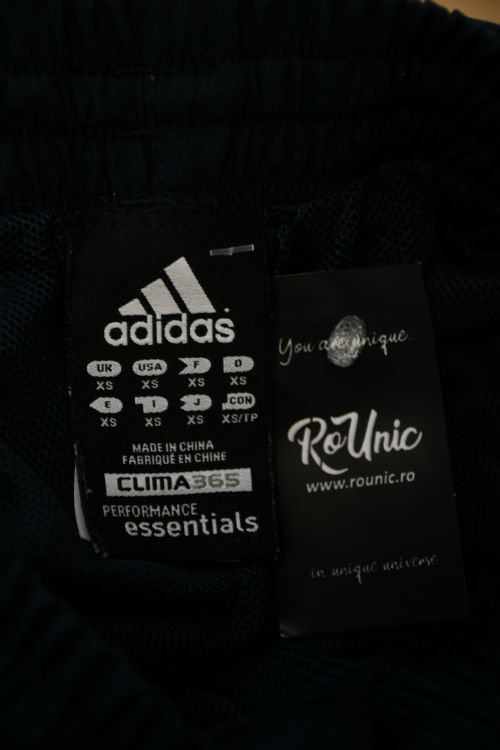 adidas
UK USA F D
XS XS XS XS
E I J CON
XS XS XS XS/TP
MADE IN CHINA
FABRIQUÉ EN CHINE
CLIMA365
PERFORMANCE
essentials
You are unique
RoUnic
www.rounic.ro
in unique universe